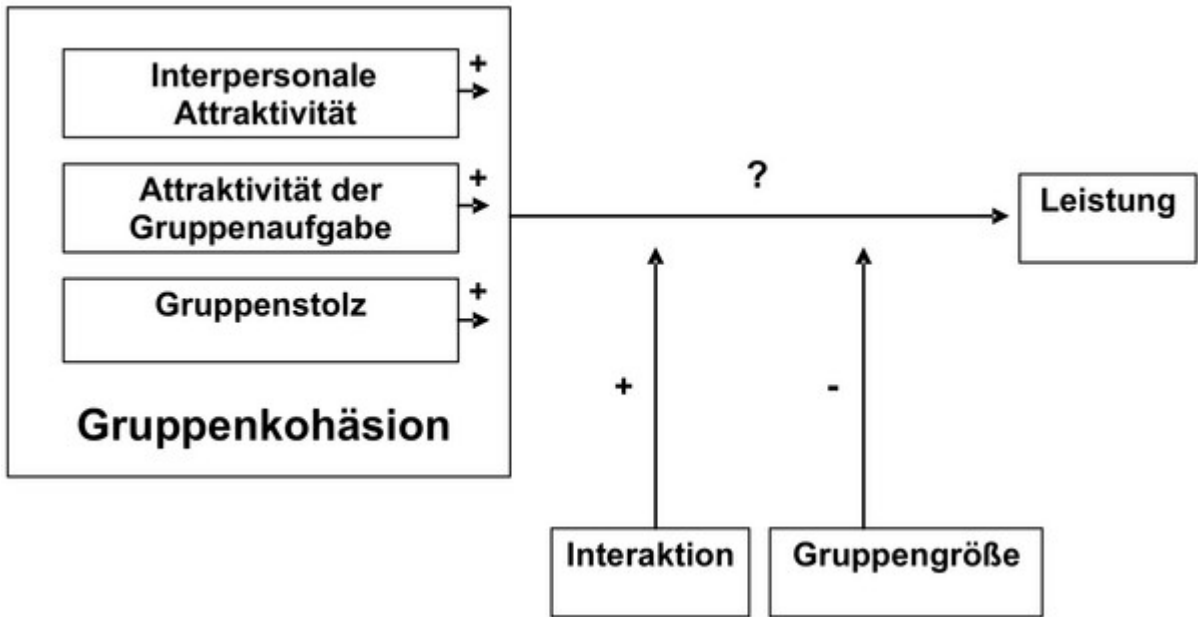 Interpersonale
Attraktivität
+
Attraktivität der
Gruppenaufgabe
+
Gruppenstolz
+
Gruppenkohäsion
?
Leistung
+
-
Interaktion
Gruppengröße